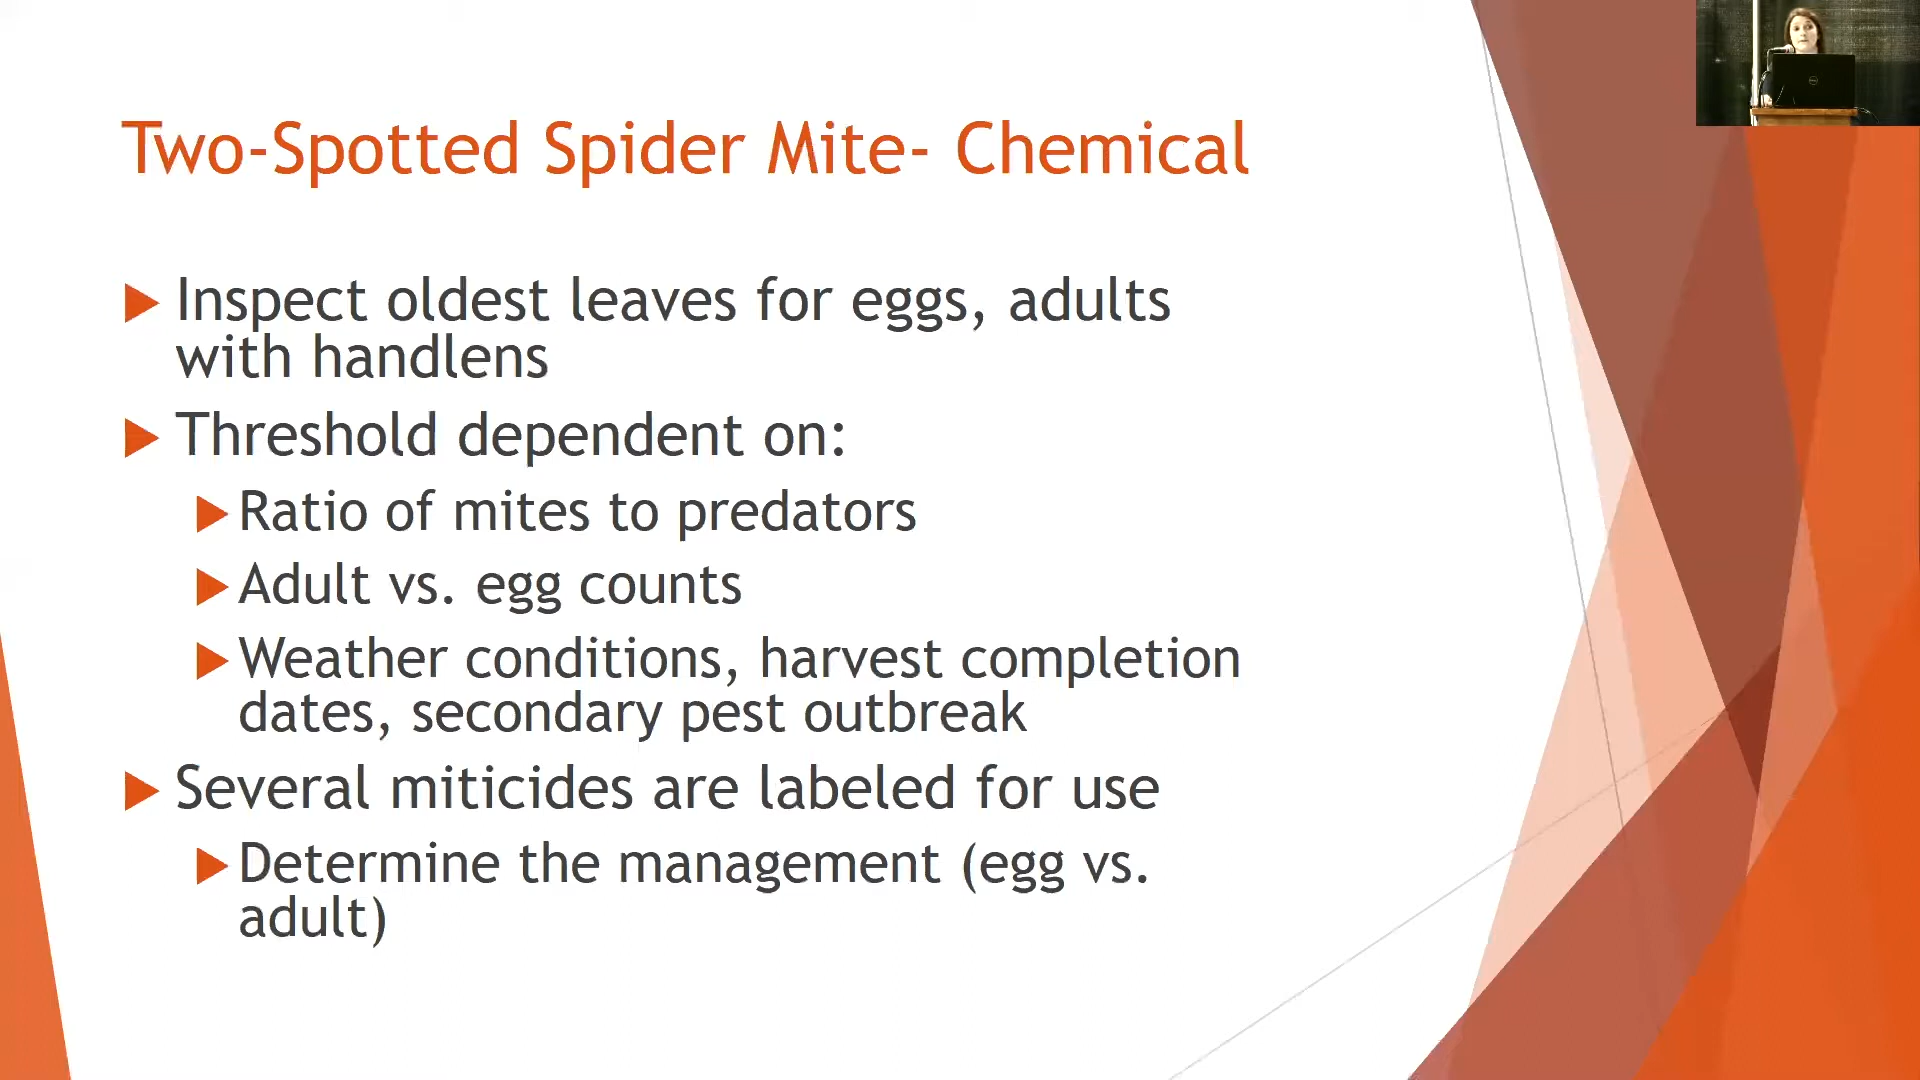 Two-Spotted Spider Mite- Chemical
Inspect oldest leaves for eggs, adults
with handlens
Threshold dependent on:
Ratio of mites to predators
Adult vs. egg counts
Weather conditions, harvest completion
dates, secondary pest outbreak
Several miticides are labeled for use
Determine the management (egg vs.
adult)